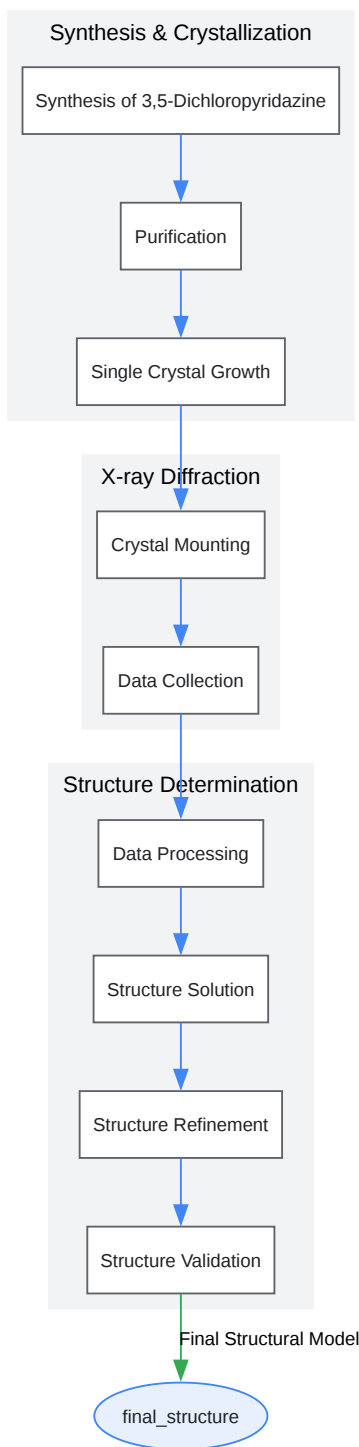 Synthesis & Crystallization
Synthesis of 3,5-Dichloropyridazine
Purification
Single Crystal Growth
X-ray Diffraction
Crystal Mounting
Data Collection
Structure Determination
Data Processing
Structure Solution
Structure Refinement
Structure Validation
Final Structural Model
final_structure